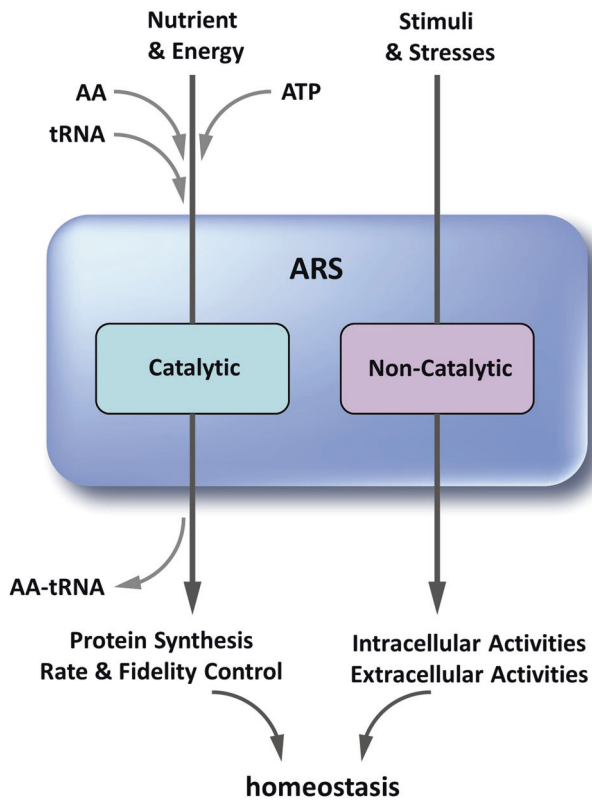 Nutrient
& Energy
Stimuli
& Stresses
AA
ATP
tRNA
ARS
Catalytic
Non-Catalytic
AA-tRNA
Protein Synthesis
Rate & Fidelity Control
Intracellular Activities
Extracellular Activities
homeostasis